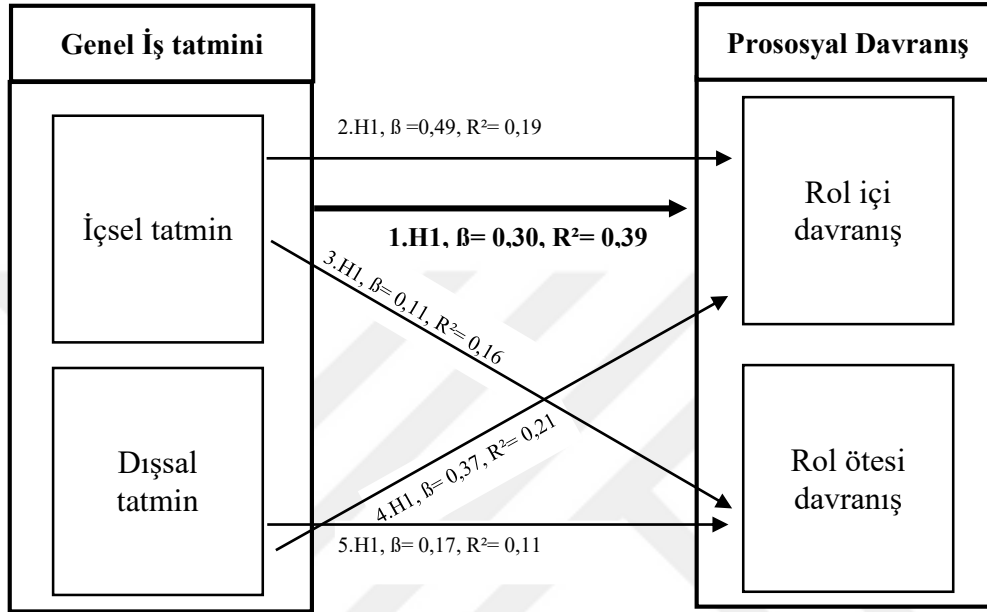 Genel İş tatmini
Prososyal Davranış
2.H1, ß =0,49, R²= 0,19
İçsel tatmin
Rol içi
davranış
1.H1, ß= 0,30, R²= 0,39
3.H1, ß= 0,11, R²= 0,16
Dışsal
tatmin
4.H1, ß= 0,37, R²= 0,21
Rol ötesi
davranış
5.H1, ß= 0,17, R²= 0,11